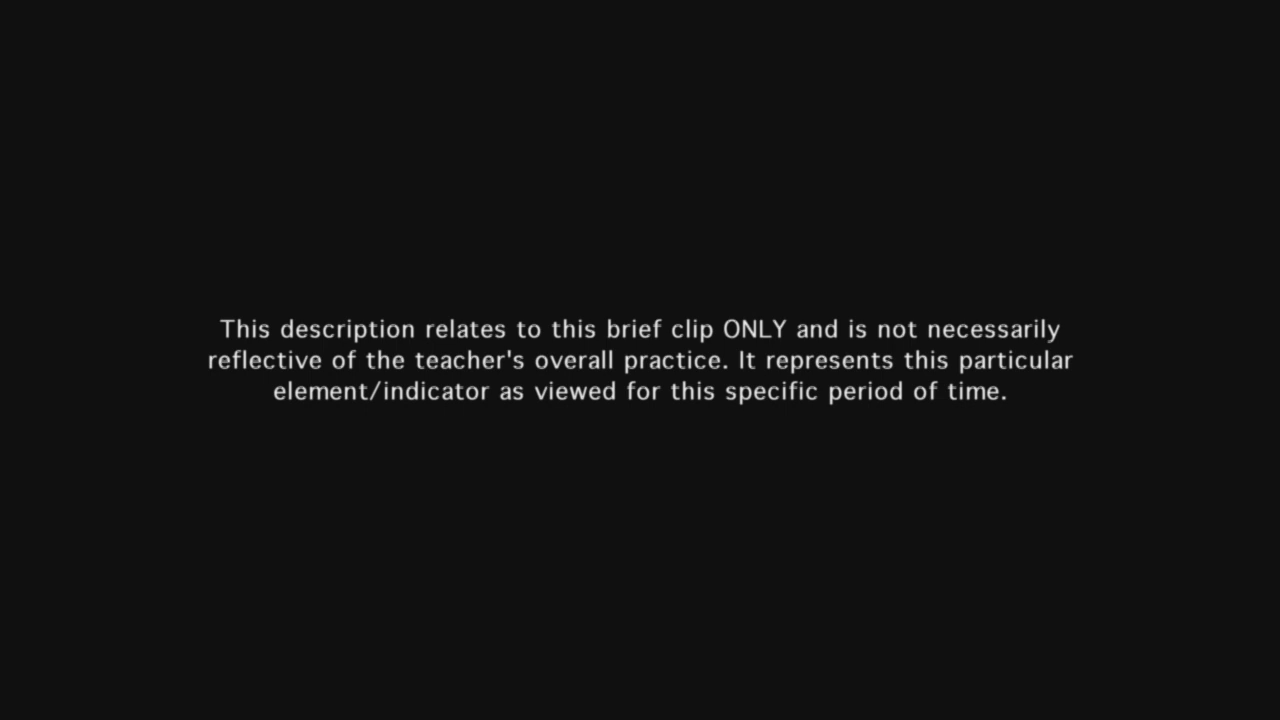 This description relates to this brief clip ONLY and is not necessarily
reflective of the teacher's overall practice. It represents this particular
element/indicator as viewed for this specific period of time.